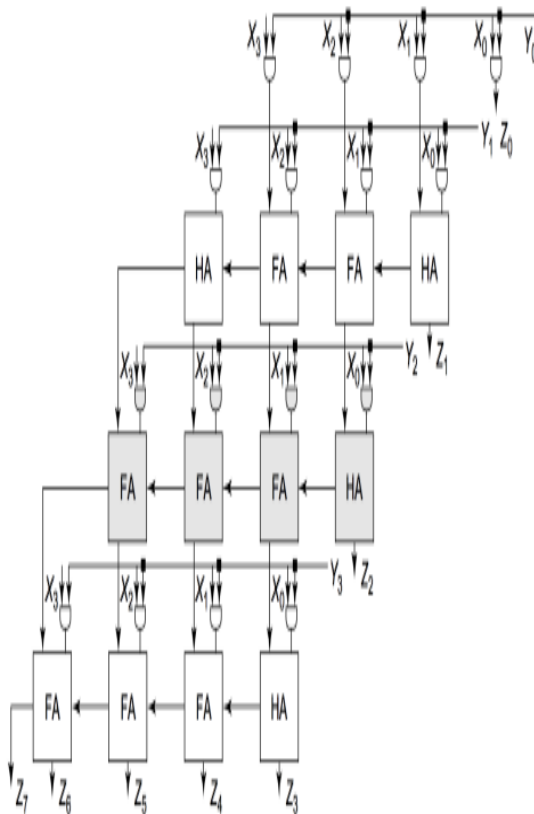 X₃ X₂ X₁ X₀ Y₀
X₃ X₂ X₁ X₀ Y₁ Z₀
HA FA FA HA
Z₁
X₃ X₂ X₁ X₀ Y₂
FA FA FA HA
Z₂
X₃ X₂ X₁ X₀ Y₃
FA FA FA HA
Z₇ Z₆ Z₅ Z₄ Z₃